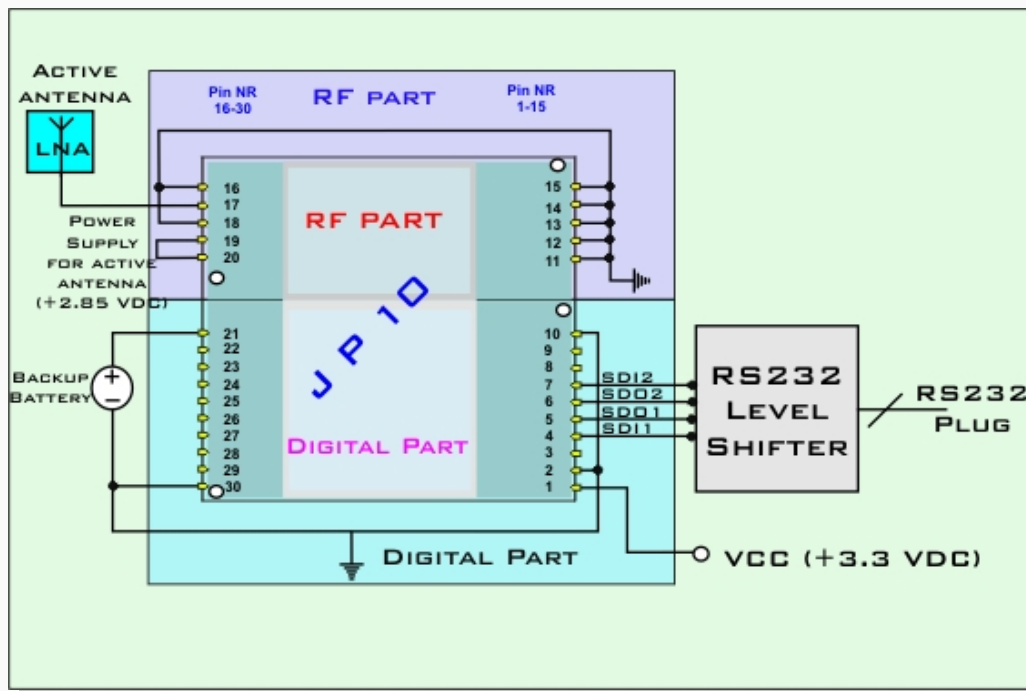 Active
antenna
LNA
Pin NR
16-30
RF part
Pin NR
1-15
Power
Supply
for active
antenna
(+2.85 VDC)
16
17
18
19
20
RF part
15
14
13
12
11
JP10
21
22
23
24
25
26
27
28
29
30
Backup
Battery
+
−
Digital Part
10
9
8
7
6
5
4
3
2
1
SDI2
SDO2
SDO1
SDI1
RS232
Level
Shifter
RS232
Plug
Digital Part
VCC (+3.3 VDC)